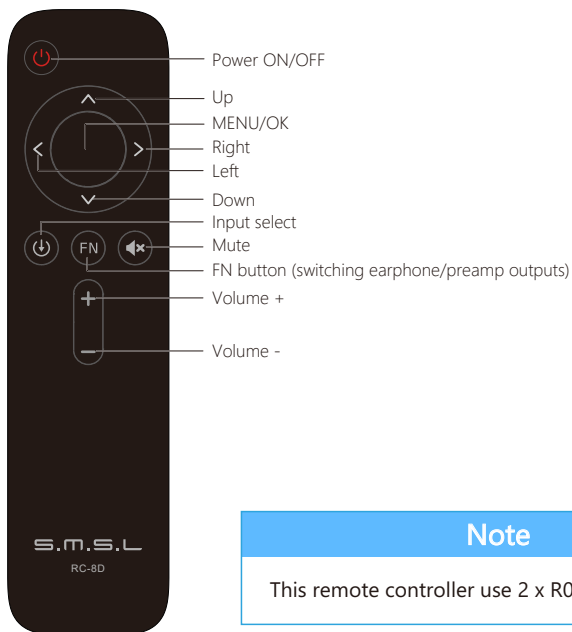 Power ON/OFF
Up
MENU/OK
Right
Left
Down
Input select
Mute
FN
FN button (switching earphone/preamp outputs)
Volume +
Volume -
S.M.S.L
RC-8D
Note
This remote controller use 2 x R0